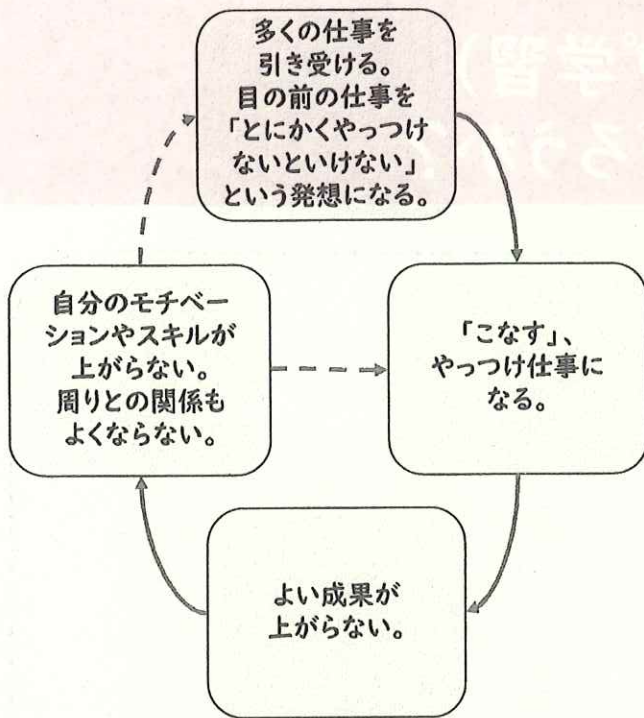 多くの仕事を
引き受ける。
目の前の仕事を
「とにかくやっつけ
ないといけない」
という発想になる。
自分のモチベー
ションやスキルが
上がらない。
周りとの関係も
よくならない。
「こなす」、
やっつけ仕事に
なる。
よい成果が
上がらない。